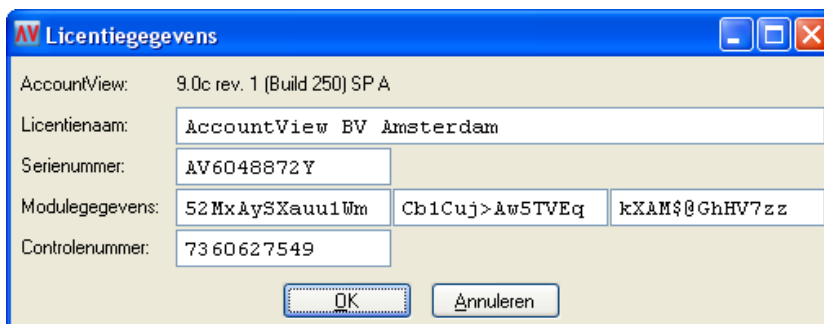 AV Licentiegegevens
AccountView: 9.0c rev. 1 (Build 250) SP A
Licentienaam: AccountView BV Amsterdam
Serienummer: AV6048872Y
Modulegegevens: 52MxAySXauu1Wm Cb1Cuj>Aw5TVEq kXAM$@GhHV7zz
Controlenummer: 7360627549
OK Annuleren